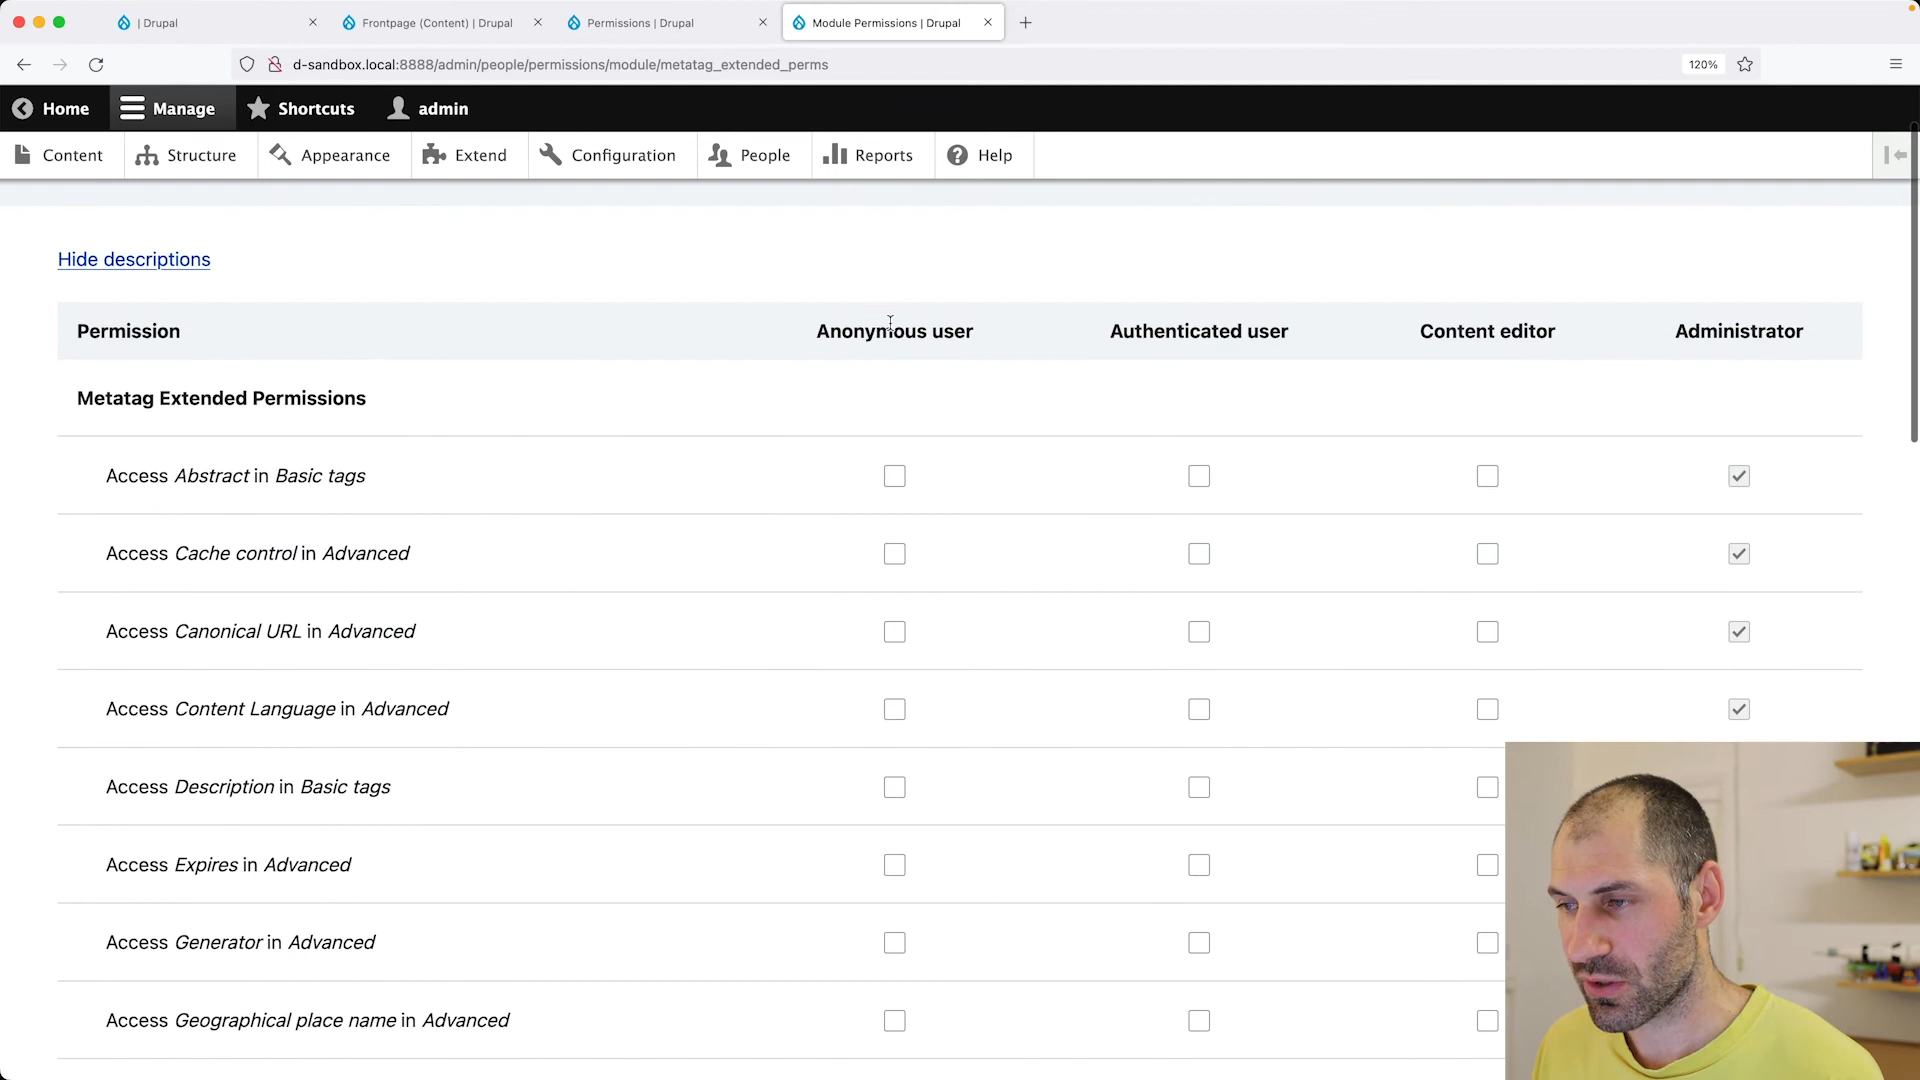 | Drupal
Frontpage (Content) | Drupal
Permissions | Drupal
Module Permissions | Drupal
d-sandbox.local:8888/admin/people/permissions/module/metatag_extended_perms
120%
Home
Manage
Shortcuts
admin
Content
Structure
Appearance
Extend
Configuration
People
Reports
Help
Hide descriptions
Permission Anonymous user Authenticated user Content editor Administrator
Metatag Extended Permissions
Access Abstract in Basic tags
Access Cache control in Advanced
Access Canonical URL in Advanced
Access Content Language in Advanced
Access Description in Basic tags
Access Expires in Advanced
Access Generator in Advanced
Access Geographical place name in Advanced